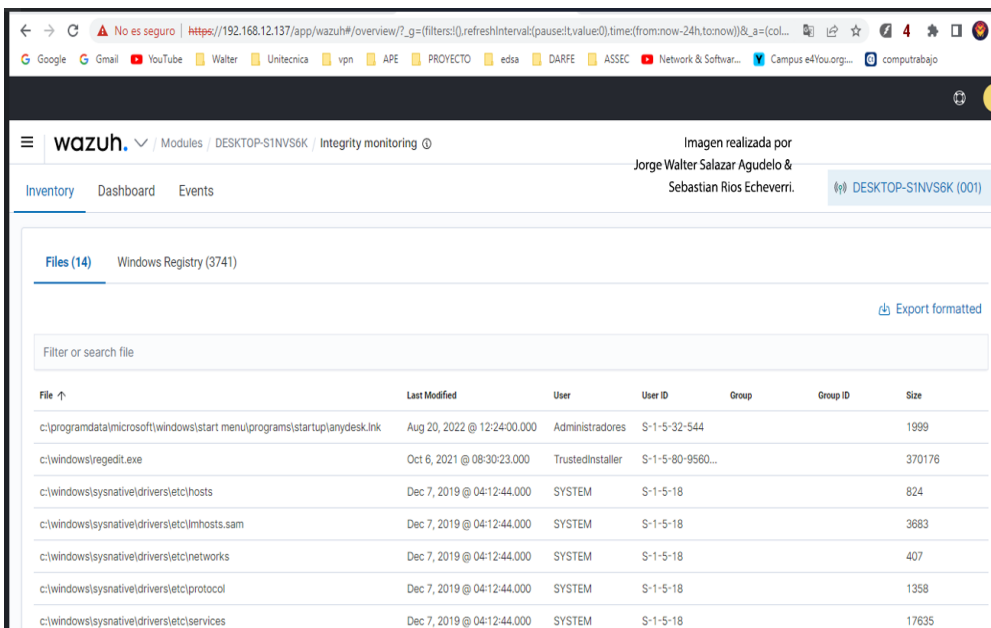 No es seguro | https://192.168.12.137/app/wazuh#/overview/?_g=(filters:!(),refreshInterval:(pause:!t,value:0),time:(from:now-24h,to:now))&_a=(col...
4
Google Gmail YouTube Walter Unitecnica vpn APE PROYECTO edsa DARFE ASSEC Network & Softwar... Campus e4You.org:... computrabajo
wazuh. / Modules / DESKTOP-S1NVS6K / Integrity monitoring
Imagen realizada por
Jorge Walter Salazar Agudelo &
Sebastian Rios Echeverri.
Inventory Dashboard Events
DESKTOP-S1NVS6K (001)
Files (14) Windows Registry (3741)
Export formatted
Filter or search file
File Last Modified User User ID Group Group ID Size
c:\programdata\microsoft\windows\start menu\programs\startup\anydesk.lnk Aug 20, 2022 @ 12:24:00.000 Administradores S-1-5-32-544 1999
c:\windows\regedit.exe Oct 6, 2021 @ 08:30:23.000 TrustedInstaller S-1-5-80-9560... 370176
c:\windows\sysnative\drivers\etc\hosts Dec 7, 2019 @ 04:12:44.000 SYSTEM S-1-5-18 824
c:\windows\sysnative\drivers\etc\lmhosts.sam Dec 7, 2019 @ 04:12:44.000 SYSTEM S-1-5-18 3683
c:\windows\sysnative\drivers\etc\networks Dec 7, 2019 @ 04:12:44.000 SYSTEM S-1-5-18 407
c:\windows\sysnative\drivers\etc\protocol Dec 7, 2019 @ 04:12:44.000 SYSTEM S-1-5-18 1358
c:\windows\sysnative\drivers\etc\services Dec 7, 2019 @ 04:12:44.000 SYSTEM S-1-5-18 17635